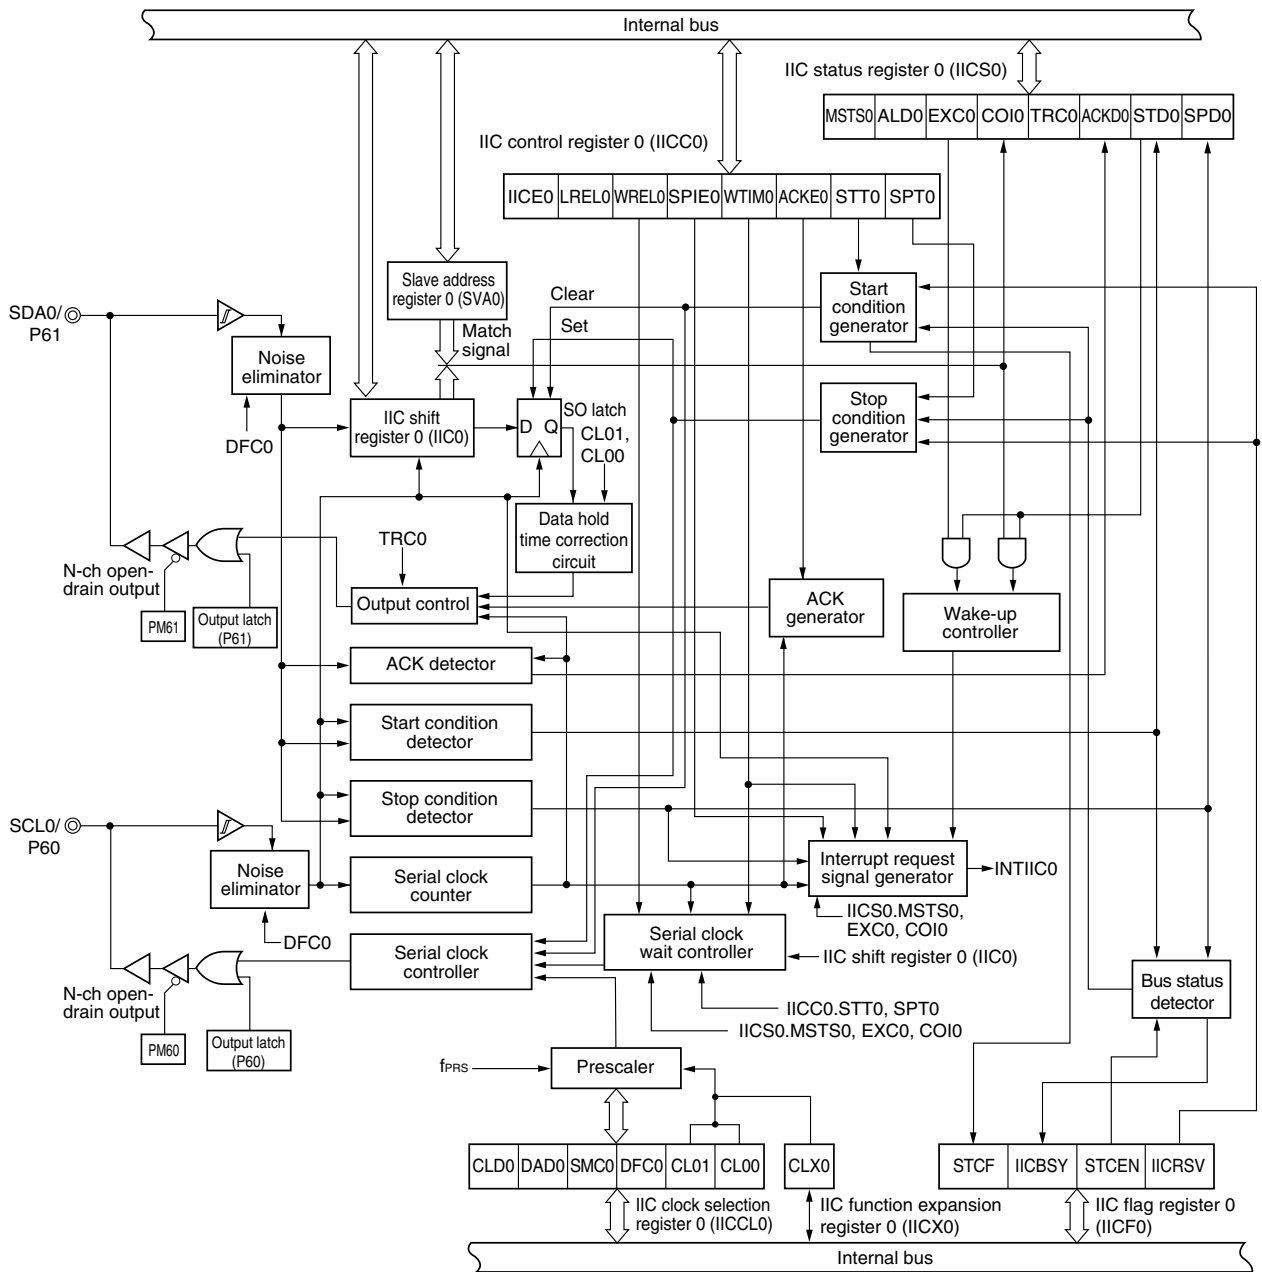 Internal bus
IIC status register 0 (IICS0)
MSTS0 ALD0 EXC0 COI0 TRC0 ACKD0 STD0 SPD0
IIC control register 0 (IICC0)
IICE0 LREL0 WREL0 SPIE0 WTIM0 ACKE0 STT0 SPT0
Slave address
register 0 (SVA0)
Clear
Set
Match
signal
Start
condition
generator
SDA0/
P61
Noise
eliminator
DFC0
IIC shift
register 0 (IIC0)
D Q
SO latch
CL01,
CL00
Stop
condition
generator
Data hold
time correction
circuit
TRC0
N-ch open-
drain output
PM61
Output latch
(P61)
Output control
ACK
generator
Wake-up
controller
ACK detector
Start condition
detector
Stop condition
detector
SCL0/
P60
Noise
eliminator
DFC0
Serial clock
counter
Interrupt request
signal generator
INTIIC0
IICS0.MSTS0,
EXC0, COI0
Serial clock
controller
Serial clock
wait controller
IIC shift register 0 (IIC0)
Bus status
detector
N-ch open-
drain output
PM60
Output latch
(P60)
IICC0.STT0, SPT0
IICS0.MSTS0, EXC0, COI0
fPRS
Prescaler
CLD0 DAD0 SMC0 DFC0 CL01 CL00
CLX0
STCF IICBSY STCEN IICRSV
IIC clock selection
register 0 (IICCL0)
IIC function expansion
register 0 (IICX0)
IIC flag register 0
(IICF0)
Internal bus